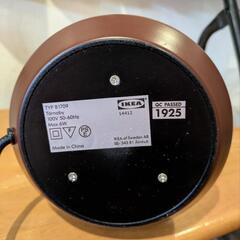 TYP B1709
Tärnaby
100V 50-60Hz
Max 6W
Made in China
IKEA
14412
IKEA of Sweden AB
SE-343 81 Älmhult
QC PASSED
1925